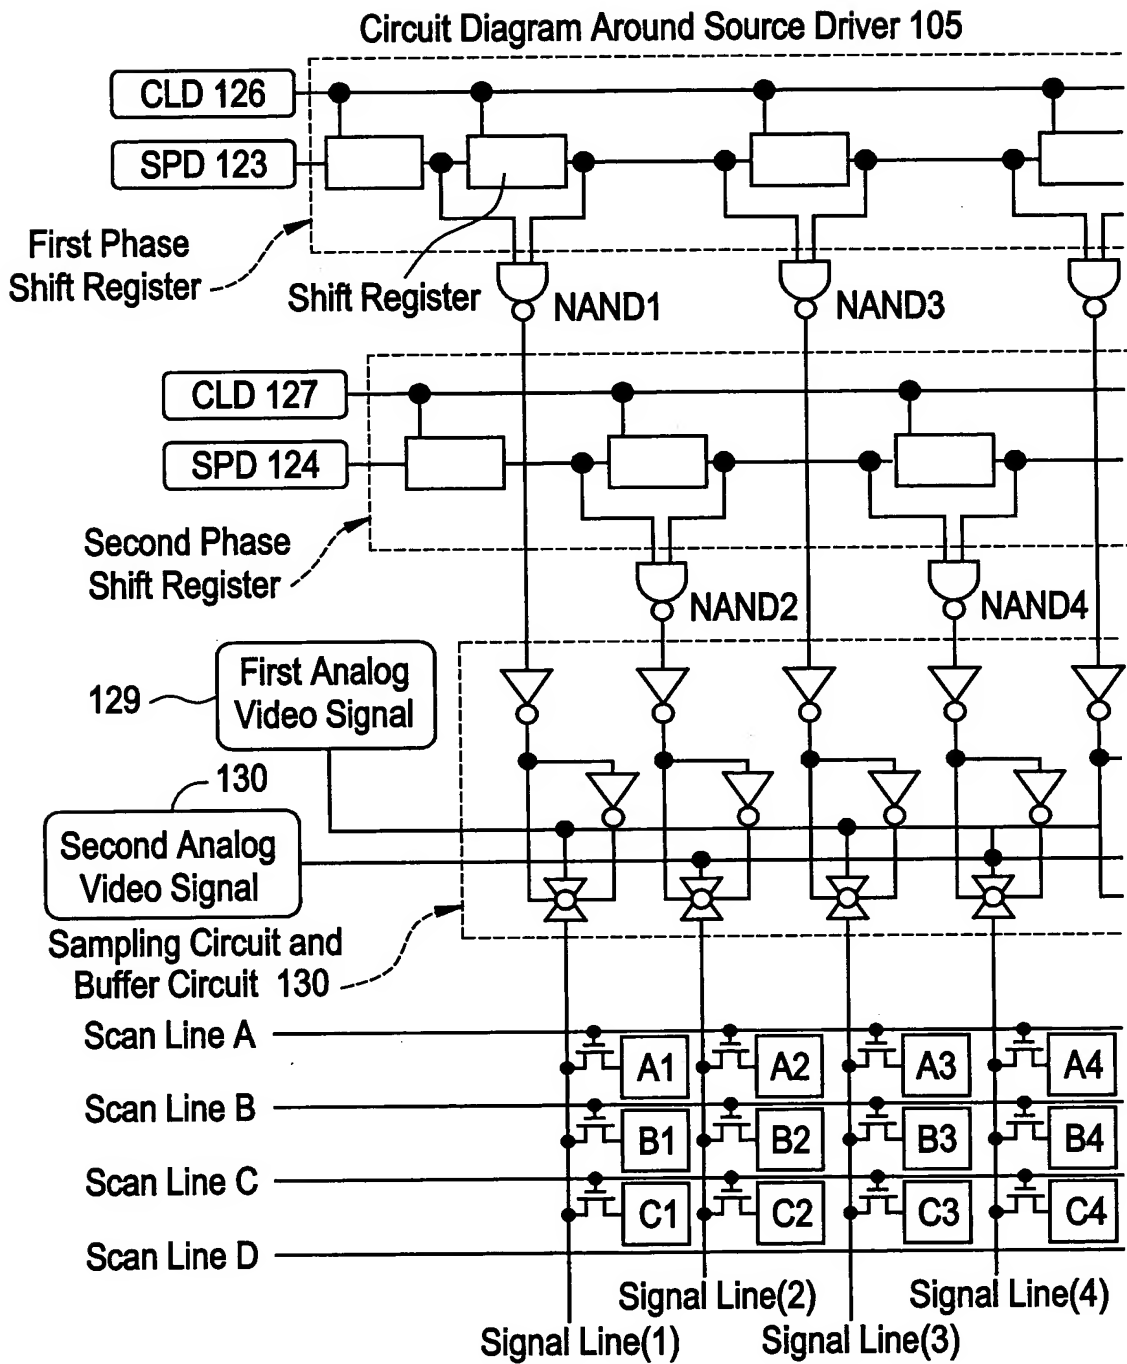 Circuit Diagram Around Source Driver 105
CLD 126
SPD 123
First Phase
Shift Register
Shift Register
NAND1
NAND3
CLD 127
SPD 124
Second Phase
Shift Register
NAND2
NAND4
First Analog
Video Signal
129
130
Second Analog
Video Signal
Sampling Circuit and
Buffer Circuit 130
Scan Line A
A1
A2
A3
A4
Scan Line B
B1
B2
B3
B4
Scan Line C
C1
C2
C3
C4
Scan Line D
Signal Line(2)
Signal Line(4)
Signal Line(1)
Signal Line(3)